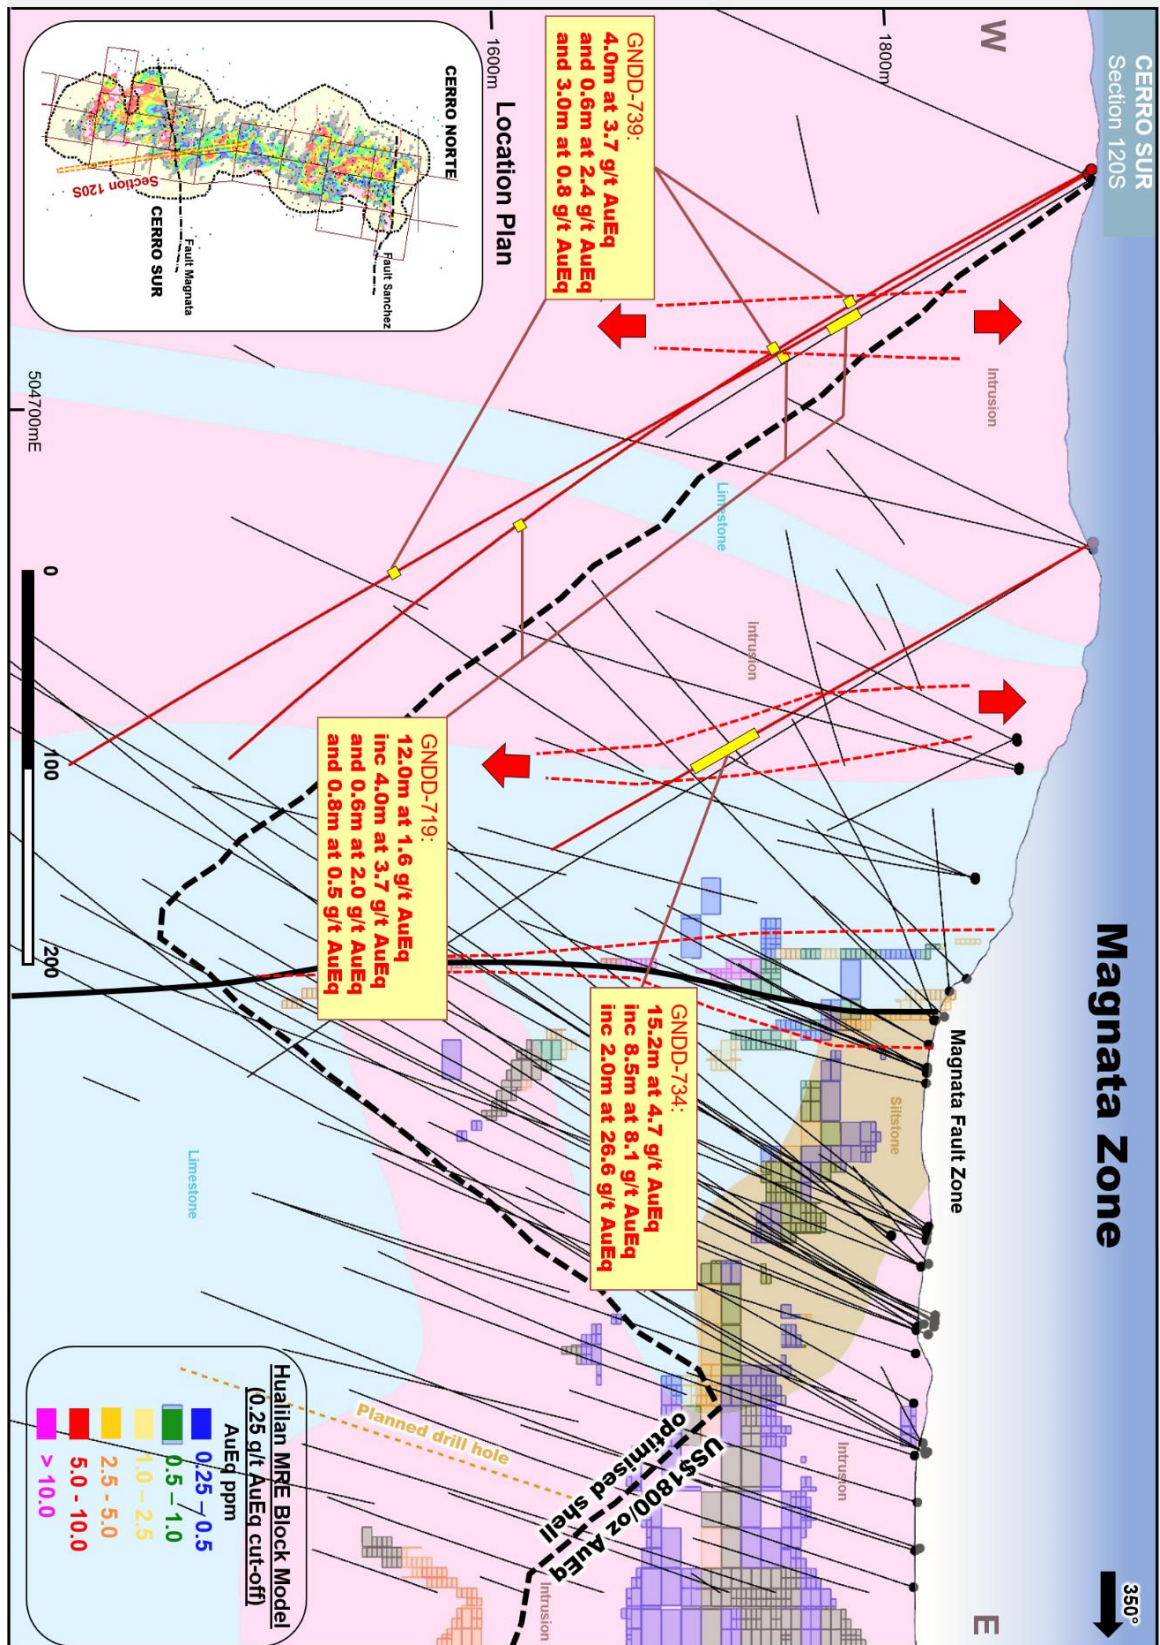 CERRO SUR
Section 120S
Magnata Zone
350°
W
E
1800m
1600m
Magnata Fault Zone
Intrusion
Limestone
Intrusion
Siltstone
Intrusion
Intrusion
Limestone
GNDD-739:
4.0m at 3.7 g/t AuEq
and 0.6m at 2.4 g/t AuEq
and 3.0m at 0.8 g/t AuEq
GNDD-719:
12.0m at 1.6 g/t AuEq
inc 4.0m at 3.7 g/t AuEq
and 0.6m at 2.0 g/t AuEq
and 0.8m at 0.5 g/t AuEq
GNDD-734:
15.2m at 4.7 g/t AuEq
inc 8.5m at 8.1 g/t AuEq
inc 2.0m at 26.6 g/t AuEq
US$1800/oz AuEq
optimised shell
Planned drill hole
Location Plan
CERRO NORTE
Fault Sanchez
Fault Magnata
CERRO SUR
Section 120S
504700mE
0
100
200
Hualilan MRE Block Model
(0.25 g/t AuEq cut-off)
AuEq ppm
0.25 – 0.5
0.5 – 1.0
1.0 – 2.5
2.5 - 5.0
5.0 - 10.0
> 10.0